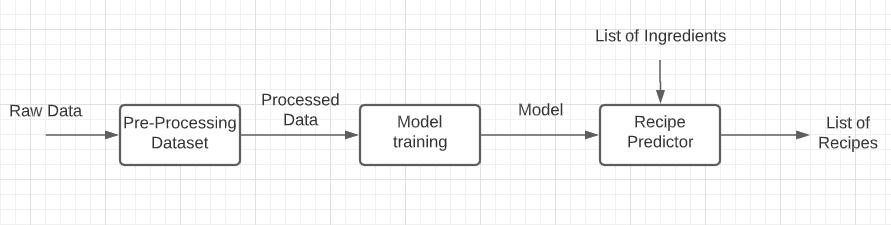 List of Ingredients
Raw Data
Pre-Processing
Dataset
Processed
Data
Model
training
Model
Recipe
Predictor
List of
Recipes